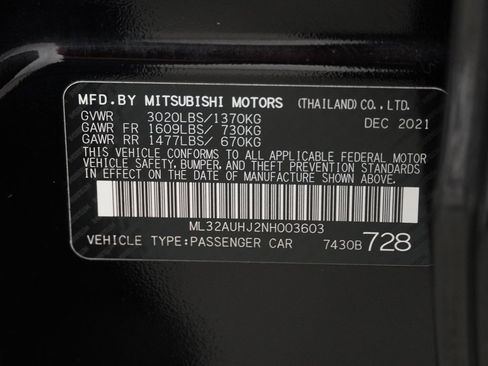 MFD.BY MITSUBISHI MOTORS (THAILAND) CO., LTD.
GVWR 3020LBS/1370KG DEC 2021
GAWR FR 1609LBS/ 730KG
GAWR RR 1477LBS/ 670KG
THIS VEHICLE CONFORMS TO ALL APPLICABLE FEDERAL MOTOR
VEHICLE SAFETY, BUMPER, AND THEFT PREVENTION STANDARDS
IN EFFECT ON THE DATE OF MANUFACTURE SHOWN ABOVE.
ML32AUHJ2NH003603
VEHICLE TYPE:PASSENGER CAR 7430B 728